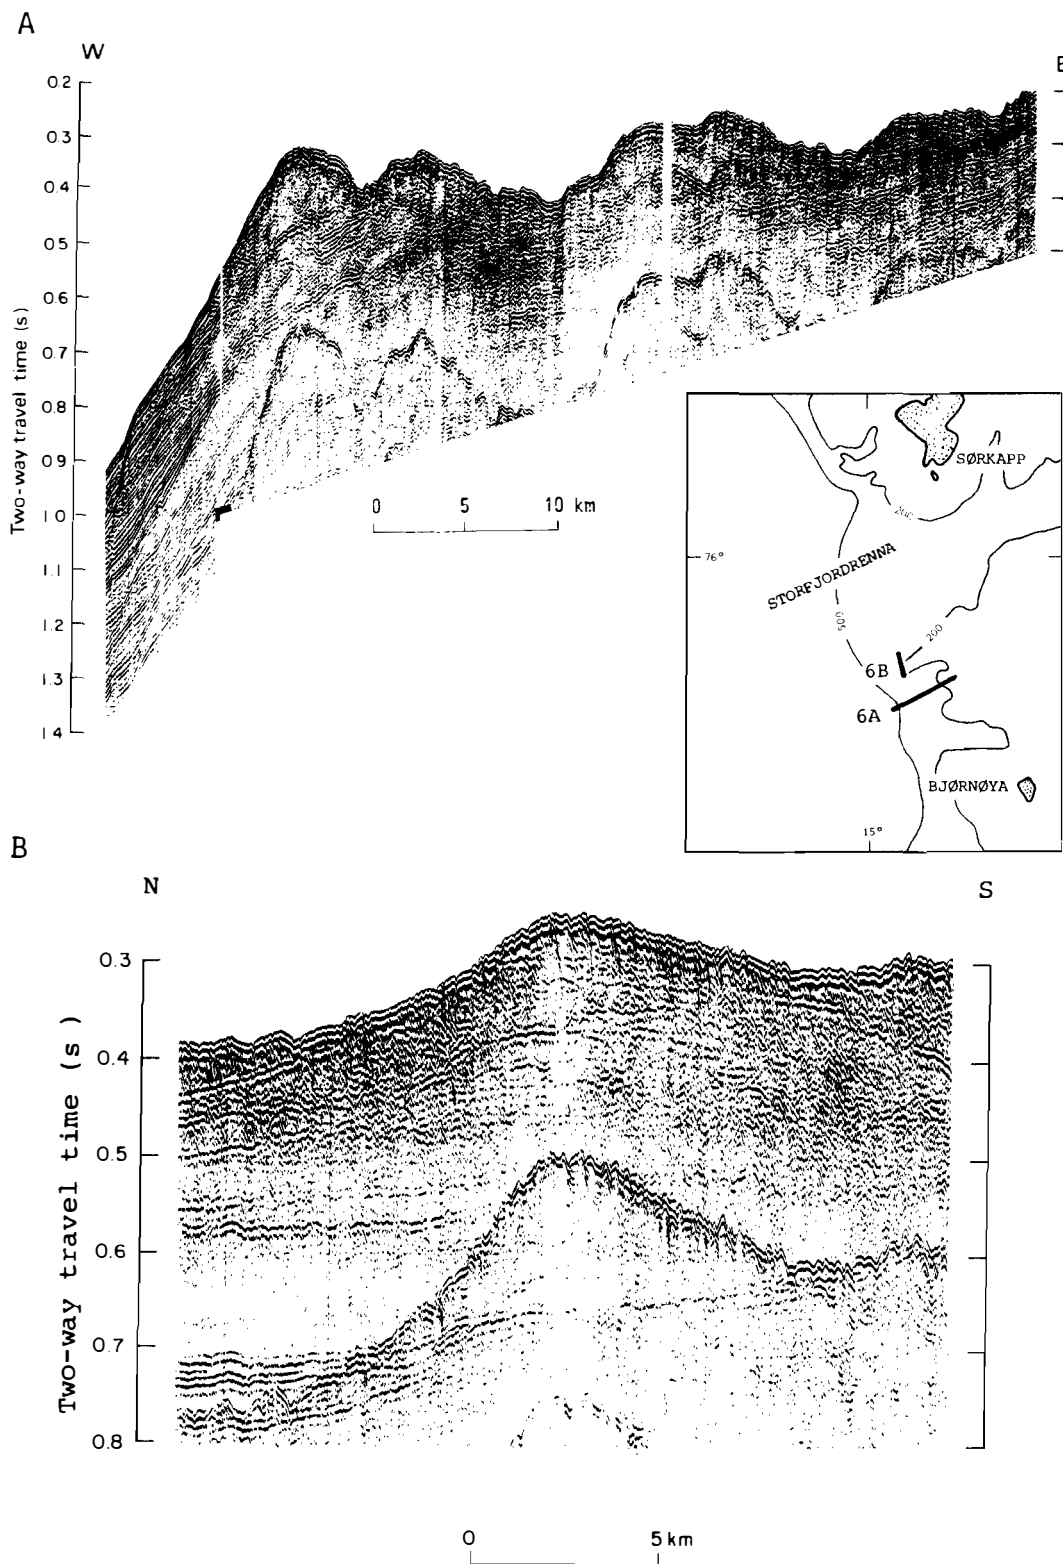 A
W
E
0.2
0.3
0.4
0.5
0.6
0.7
0.8
0.9
1.0
1.1
1.2
1.3
1.4
Two-way travel time (s)
0 5 10 km
SØRKAPP
200
76°
STORFJORDRENNA
500
200
6B
6A
BJØRNØYA
15°
B
N
S
0.3
0.4
0.5
0.6
0.7
0.8
Two-way travel time (s)
0 5 km